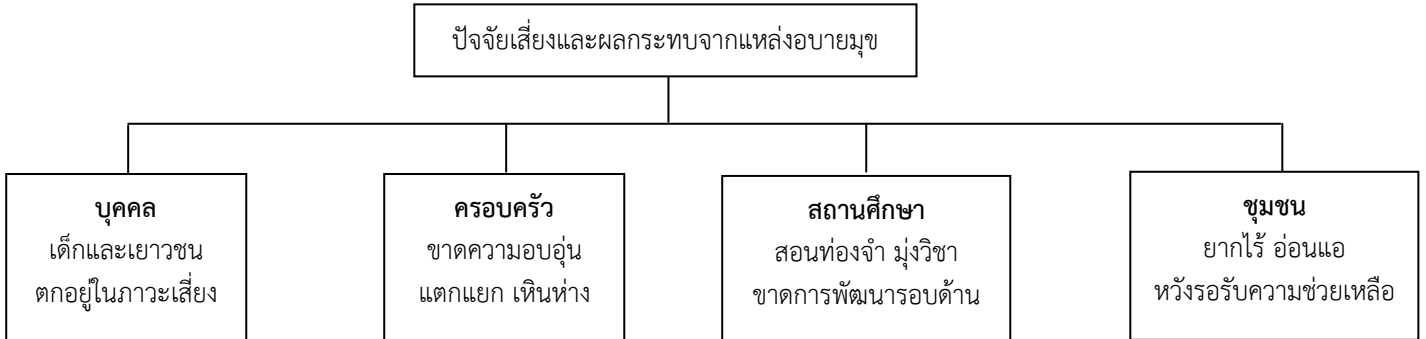 ปัจจัยเสี่ยงและผลกระทบจากแหล่งอบายมุข
บุคคล
เด็กและเยาวชน
ตกอยู่ในภาวะเสี่ยง
ครอบครัว
ขาดความอบอุ่น
แตกแยก เหินห่าง
สถานศึกษา
สอนท่องจำ มุ่งวิชา
ขาดการพัฒนารอบด้าน
ชุมชน
ยากไร้ อ่อนแอ
หวังรอรับความช่วยเหลือ